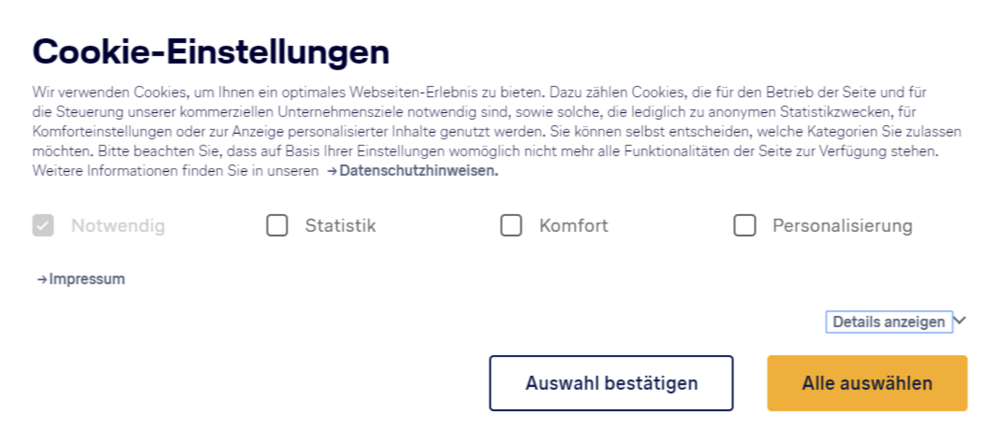 Cookie-Einstellungen
Wir verwenden Cookies, um Ihnen ein optimales Webseiten-Erlebnis zu bieten. Dazu zählen Cookies, die für den Betrieb der Seite und für
die Steuerung unserer kommerziellen Unternehmensziele notwendig sind, sowie solche, die lediglich zu anonymen Statistikzwecken, für
Komforteinstellungen oder zur Anzeige personalisierter Inhalte genutzt werden. Sie können selbst entscheiden, welche Kategorien Sie zulassen
möchten. Bitte beachten Sie, dass auf Basis Ihrer Einstellungen womöglich nicht mehr alle Funktionalitäten der Seite zur Verfügung stehen.
Weitere Informationen finden Sie in unseren →Datenschutzhinweisen.
Notwendig Statistik Komfort Personalisierung
→Impressum
Details anzeigen
Auswahl bestätigen Alle auswählen